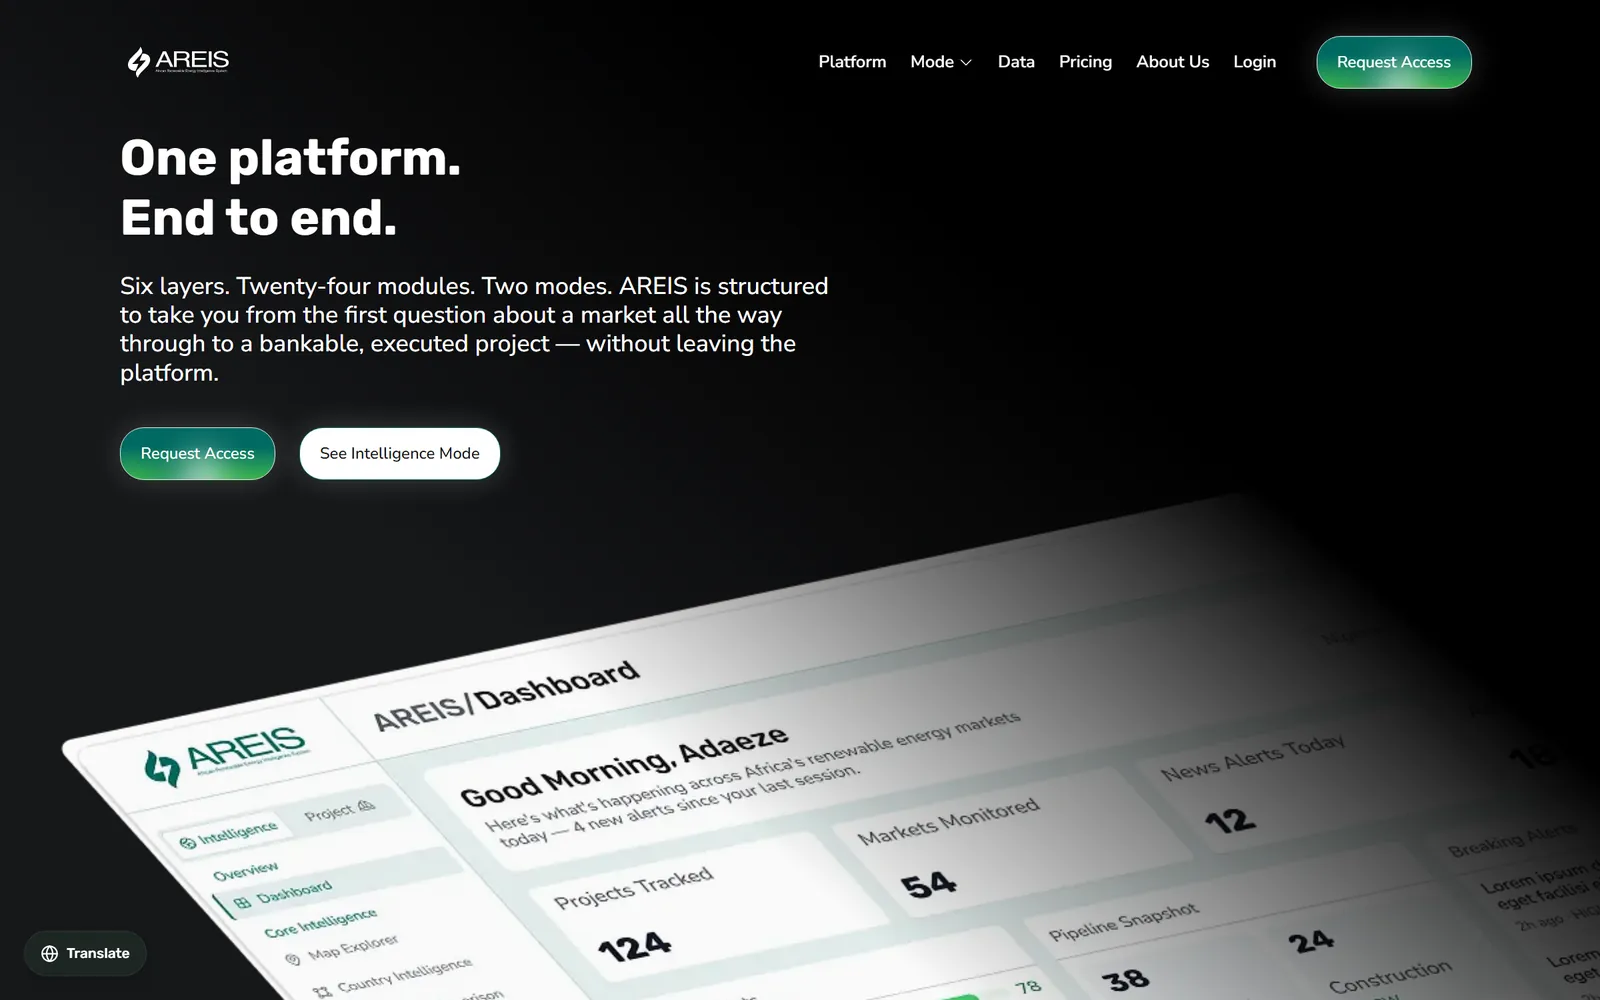 AREIS
Platform
Mode
Data
Pricing
About Us
Login
Request Access
One platform.
End to end.
Six layers. Twenty-four modules. Two modes. AREIS is structured
to take you from the first question about a market all the way
through to a bankable, executed project — without leaving the
platform.
Request Access
See Intelligence Mode
AREIS
AREIS/Dashboard
Intelligence
Project
Overview
Dashboard
Core Intelligence
Map Explorer
Country Intelligence
Good Morning, Adaeze
Here's what's happening across Africa's renewable energy markets
today — 4 new alerts since your last session.
Projects Tracked
124
Markets Monitored
54
News Alerts Today
12
18
Pipeline Snapshot
38
24
Construction
78
Breaking Alerts
Lorem ipsum
eget facilisi
2h ago
Lorem
eget
Translate